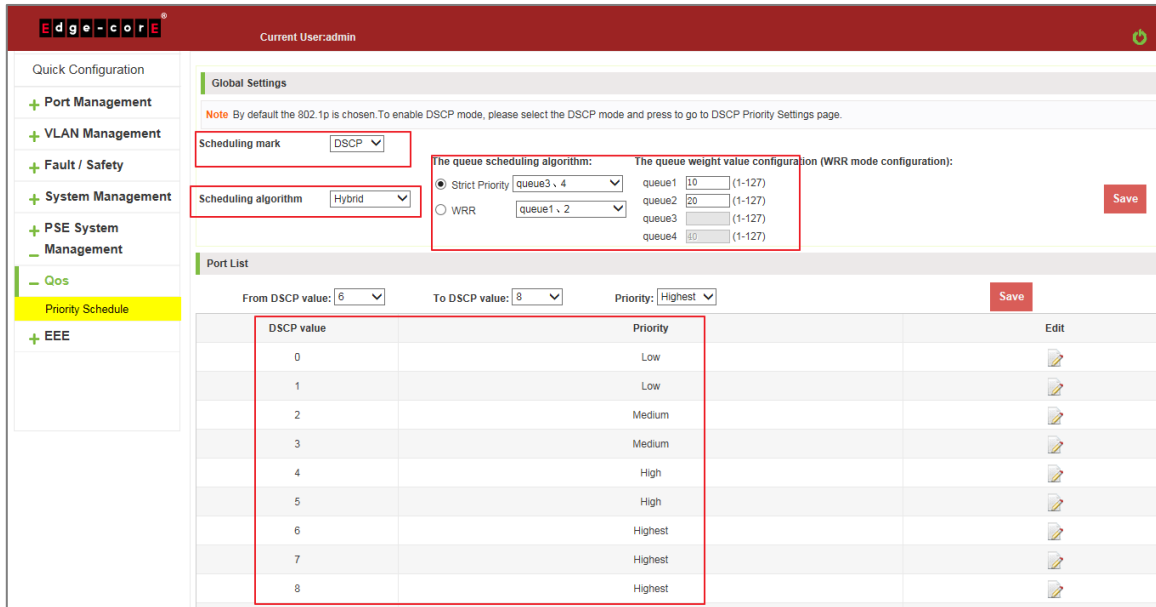 Edge-corE®
Current User:admin
Quick Configuration
Port Management
VLAN Management
Fault / Safety
System Management
PSE System
Management
Qos
Priority Schedule
EEE
Global Settings
Note By default the 802.1p is chosen.To enable DSCP mode, please select the DSCP mode and press to go to DSCP Priority Settings page.
Scheduling mark DSCP
Scheduling algorithm Hybrid
The queue scheduling algorithm: The queue weight value configuration (WRR mode configuration):
Strict Priority queue3、4 queue1 10 (1-127)
queue2 20 (1-127)
WRR queue1、2 queue3 (1-127)
queue4 40 (1-127)
Save
Port List
From DSCP value: 6 To DSCP value: 8 Priority: Highest Save
DSCP value Priority Edit
0 Low
1 Low
2 Medium
3 Medium
4 High
5 High
6 Highest
7 Highest
8 Highest